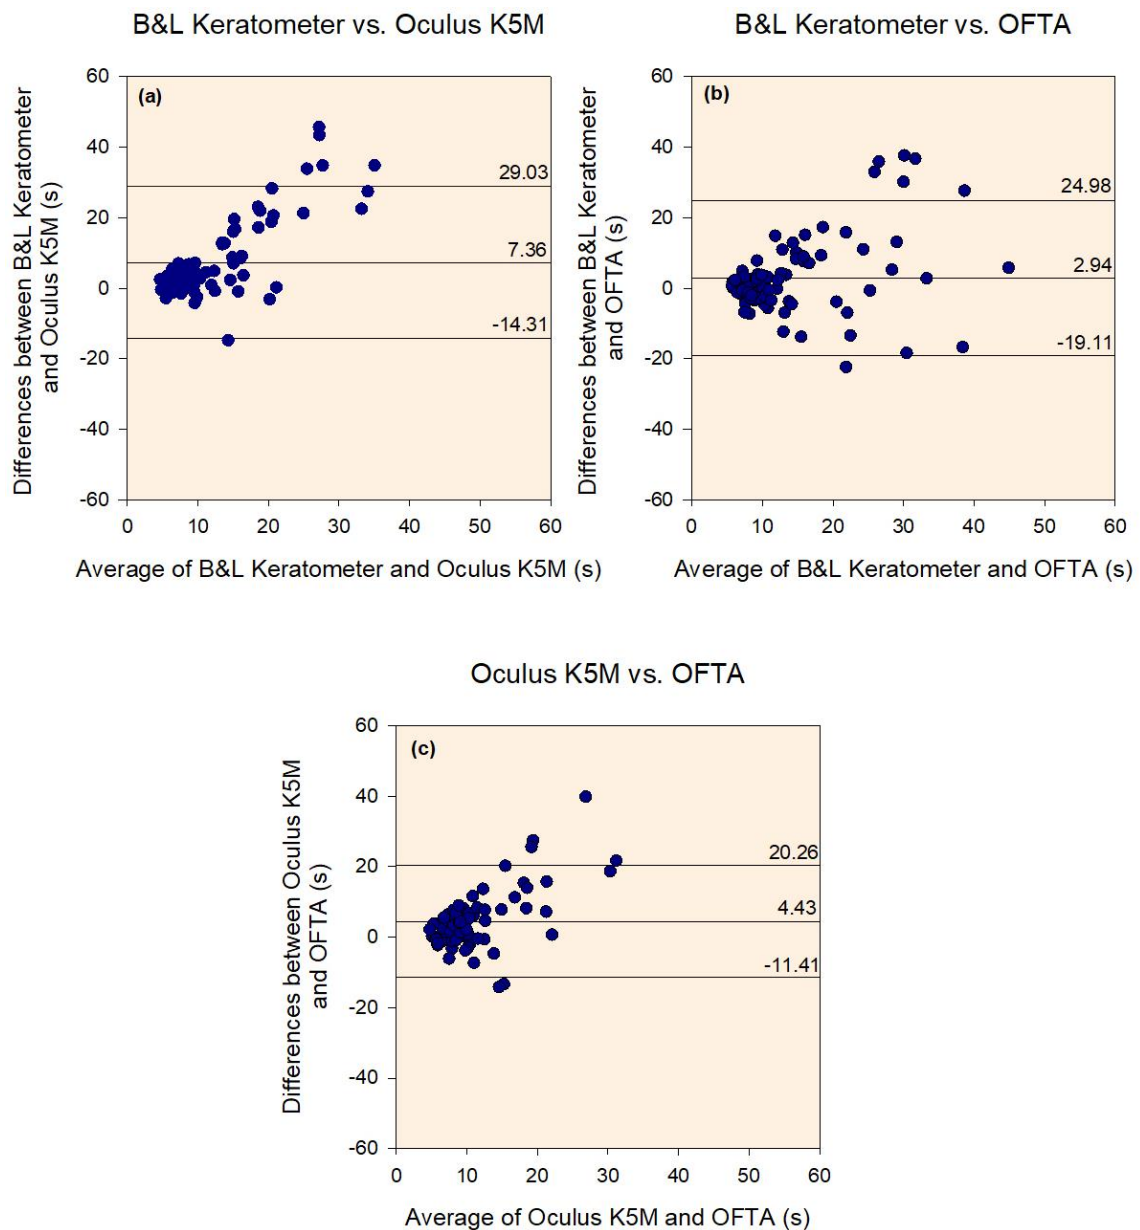 B&L Keratometer vs. Oculus K5M
Differences between B&L Keratometer
and Oculus K5M (s)
(a)
60
40
20
0
-20
-40
-60
29.03
7.36
-14.31
0 10 20 30 40 50 60
Average of B&L Keratometer and Oculus K5M (s)
B&L Keratometer vs. OFTA
Differences between B&L Keratometer
and OFTA (s)
(b)
60
40
20
0
-20
-40
-60
24.98
2.94
-19.11
0 10 20 30 40 50 60
Average of B&L Keratometer and OFTA (s)
Oculus K5M vs. OFTA
Differences between Oculus K5M
and OFTA (s)
(c)
60
40
20
0
-20
-40
-60
20.26
4.43
-11.41
0 10 20 30 40 50 60
Average of Oculus K5M and OFTA (s)